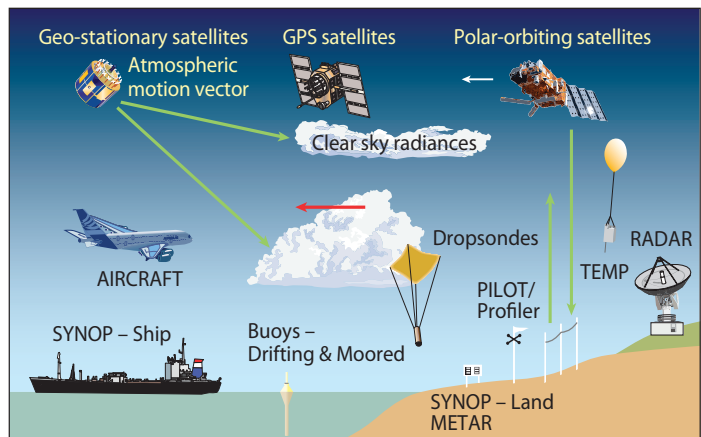 Geo-stationary satellites
GPS satellites
Polar-orbiting satellites
Atmospheric
motion vector
Clear sky radiances
Dropsondes
RADAR
AIRCRAFT
TEMP
PILOT/
Profiler
SYNOP – Ship
Buoys –
Drifting & Moored
SYNOP – Land
METAR